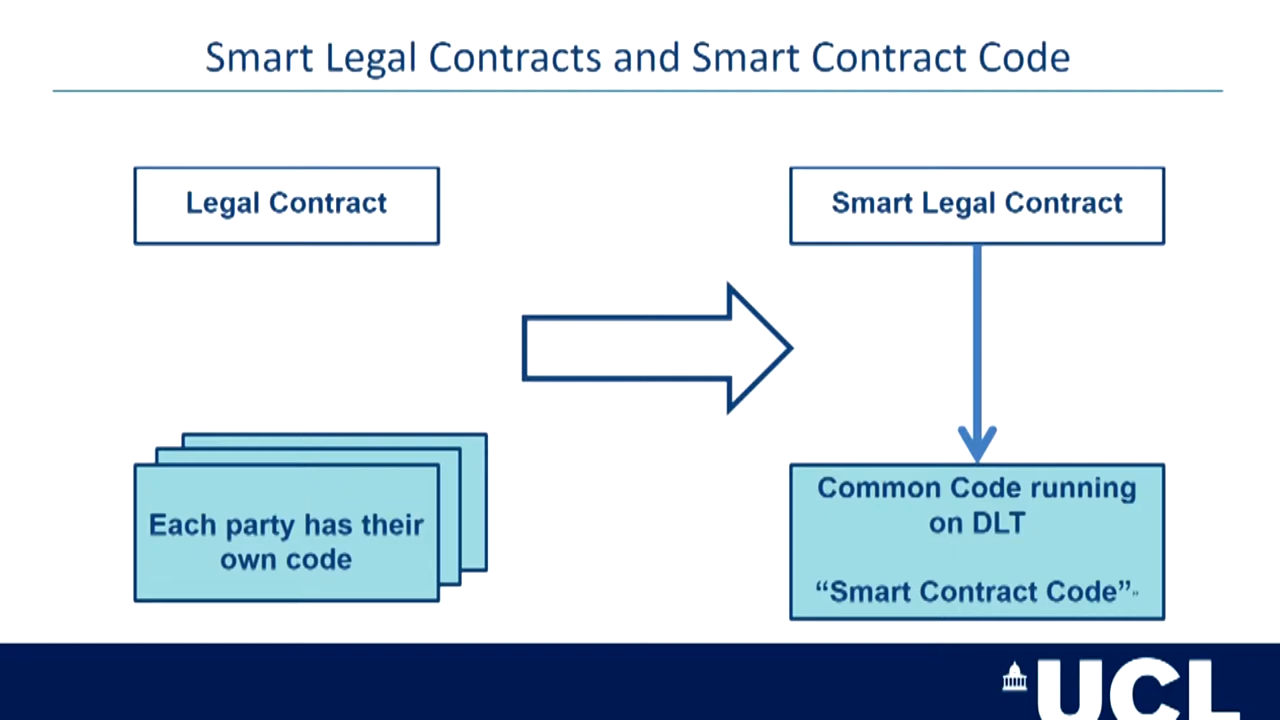 Smart Legal Contracts and Smart Contract Code
Legal Contract
Smart Legal Contract
Each party has their
own code
Common Code running
on DLT
“Smart Contract Code””
UCL